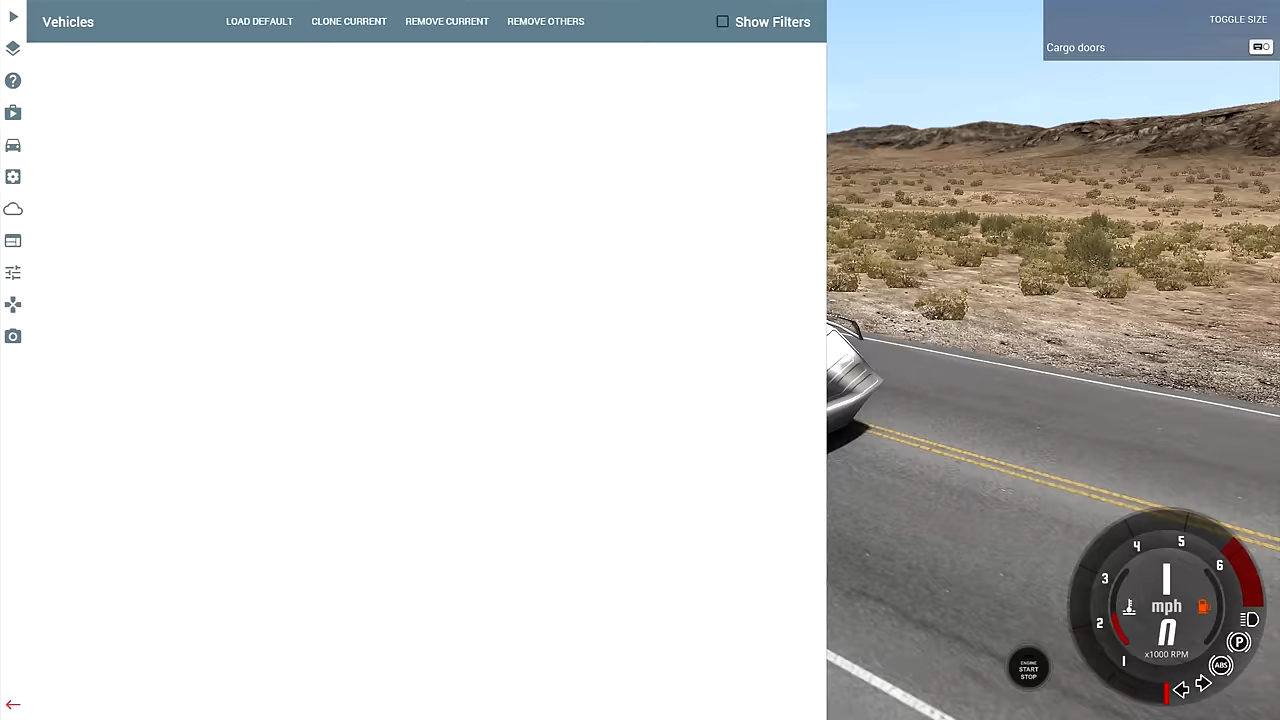 Vehicles LOAD DEFAULT CLONE CURRENT REMOVE CURRENT REMOVE OTHERS Show Filters
TOGGLE SIZE
Cargo doors
1 2 3 4 5 6
mph
x1000 RPM
ENGINE
START
STOP
P
ABS